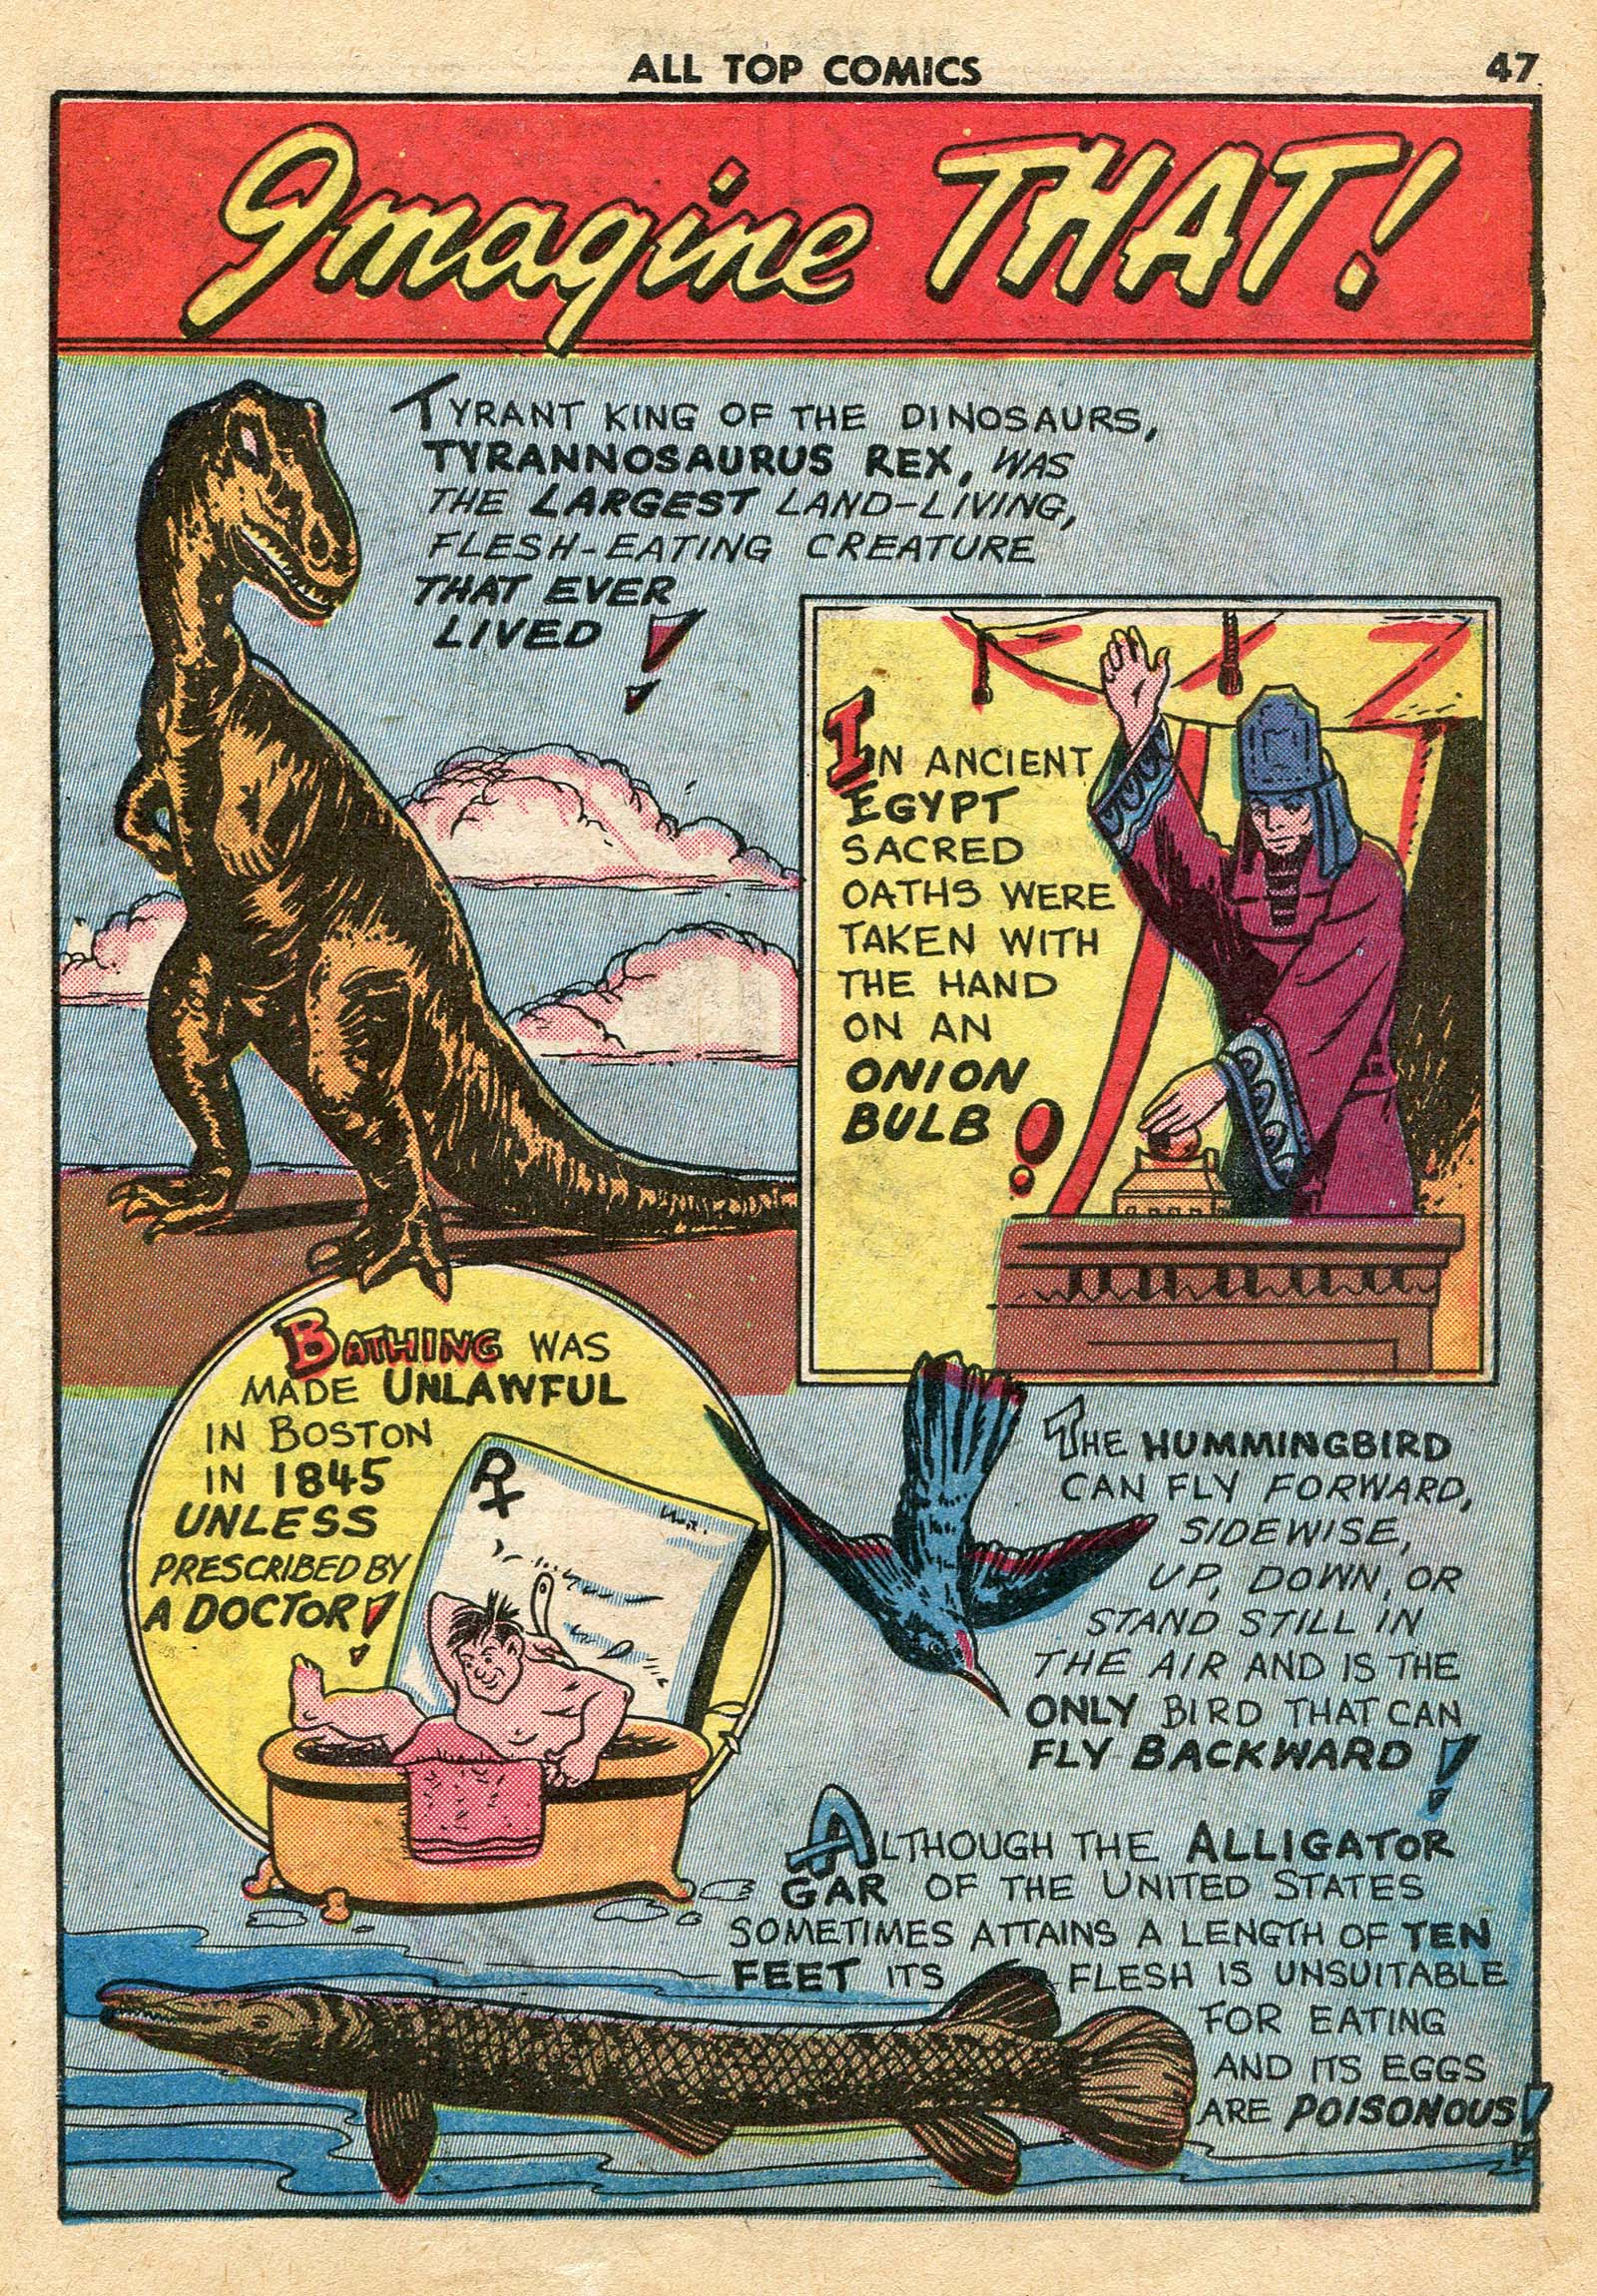 ALL TOP COMICS
47
Imagine THAT!
TYRANT KING OF THE DINOSAURS,
TYRANNOSAURUS REX, WAS
THE LARGEST LAND-LIVING,
FLESH-EATING CREATURE
THAT EVER
LIVED!
IN ANCIENT
EGYPT
SACRED
OATHS WERE
TAKEN WITH
THE HAND
ON AN
ONION
BULB!
BATHING WAS
MADE UNLAWFUL
IN BOSTON
IN 1845
UNLESS
PRESCRIBED BY
A DOCTOR!
THE HUMMINGBIRD
CAN FLY FORWARD,
SIDEWISE,
UP, DOWN, OR
STAND STILL IN
THE AIR AND IS THE
ONLY BIRD THAT CAN
FLY BACKWARD!
ALTHOUGH THE ALLIGATOR
GAR OF THE UNITED STATES
SOMETIMES ATTAINS A LENGTH OF TEN
FEET ITS FLESH IS UNSUITABLE
FOR EATING
AND ITS EGGS
ARE POISONOUS!